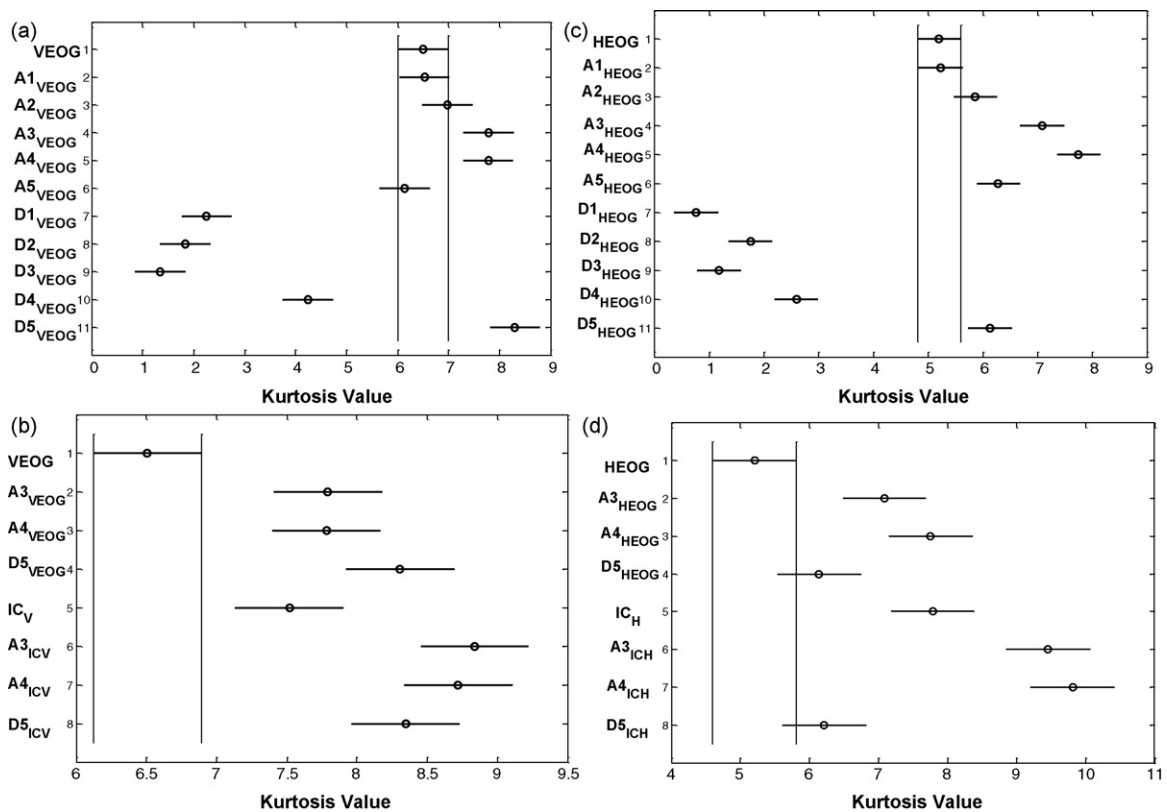 (a)
VEOG 1
A1VEOG 2
A2VEOG 3
A3VEOG 4
A4VEOG 5
A5VEOG 6
D1VEOG 7
D2VEOG 8
D3VEOG 9
D4VEOG 10
D5VEOG 11
0 1 2 3 4 5 6 7 8 9
Kurtosis Value
(c)
HEOG 1
A1HEOG 2
A2HEOG 3
A3HEOG 4
A4HEOG 5
A5HEOG 6
D1HEOG 7
D2HEOG 8
D3HEOG 9
D4HEOG 10
D5HEOG 11
0 1 2 3 4 5 6 7 8 9
Kurtosis Value
(b)
VEOG 1
A3VEOG 2
A4VEOG 3
D5VEOG 4
ICV 5
A3ICV 6
A4ICV 7
D5ICV 8
6 6.5 7 7.5 8 8.5 9 9.5
Kurtosis Value
(d)
HEOG 1
A3HEOG 2
A4HEOG 3
D5HEOG 4
ICH 5
A3ICH 6
A4ICH 7
D5ICH 8
4 5 6 7 8 9 10 11
Kurtosis Value